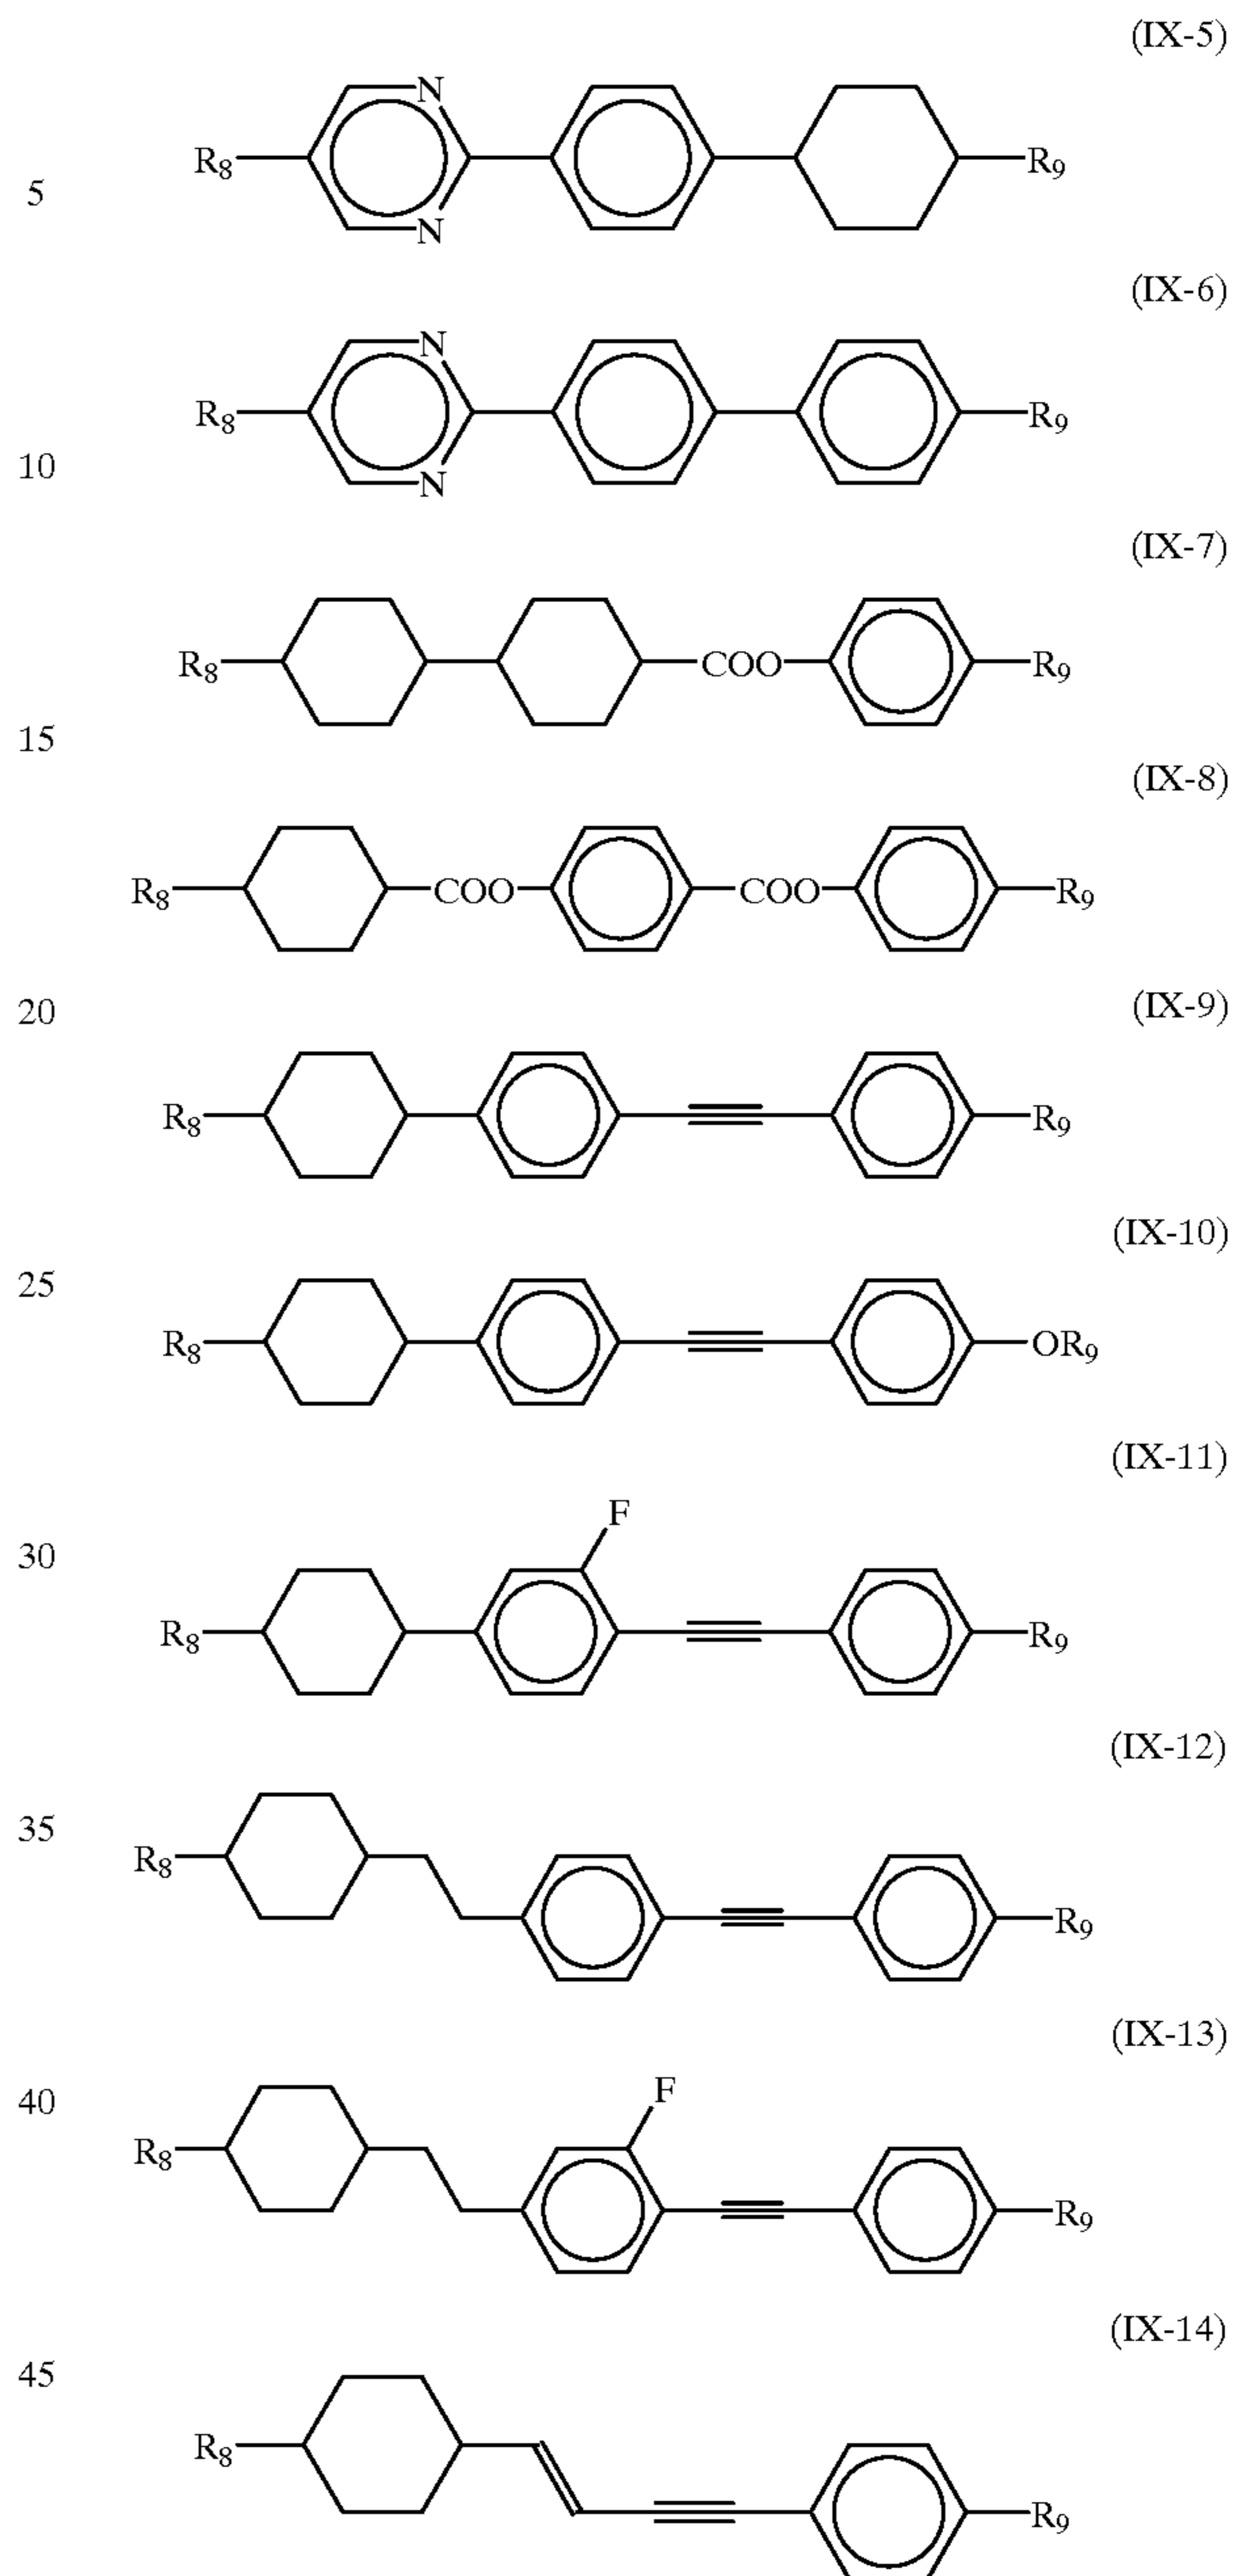 (IX-5)
N
R8
R9
5
N
(IX-6)
N
R8
R9
10
N
(IX-7)
R8
COO
R9
15
(IX-8)
R8
COO
COO
R9
20
(IX-9)
R8
R9
(IX-10)
25
R8
OR9
(IX-11)
F
30
R8
R9
(IX-12)
35
R8
R9
(IX-13)
F
40
R8
R9
(IX-14)
45
R8
R9